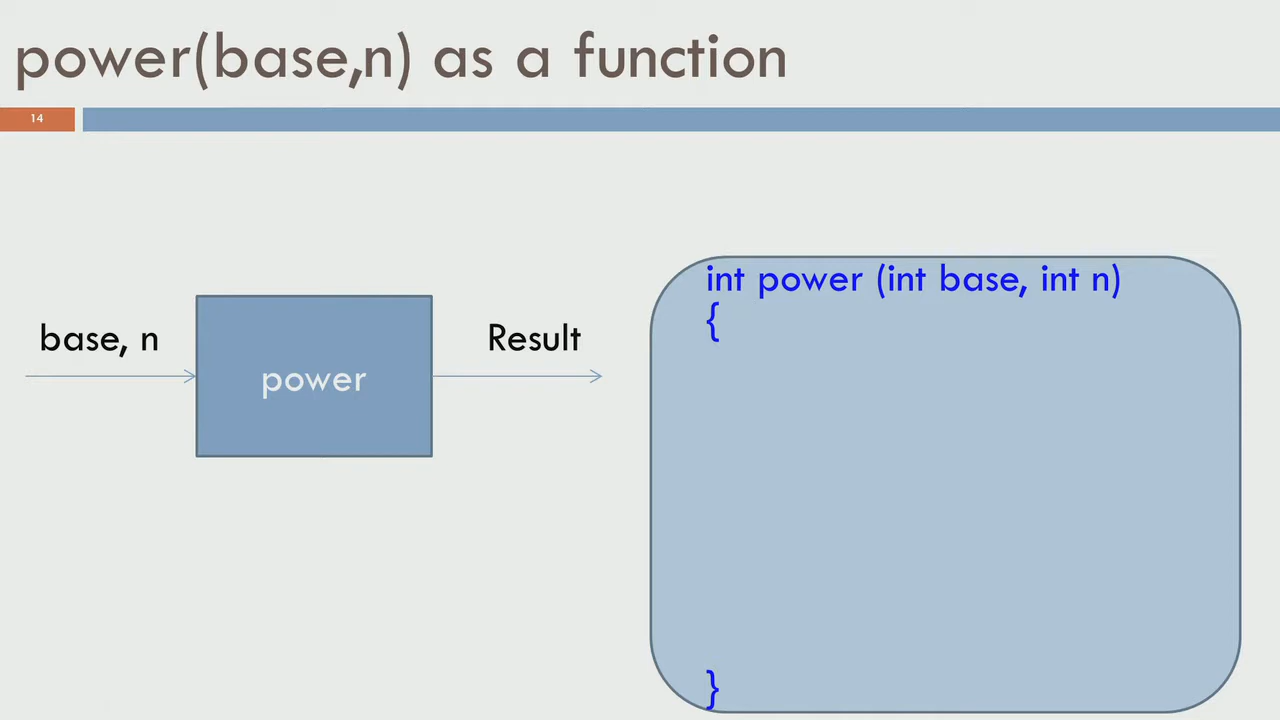 power(base,n) as a function
14
base, n
power
Result
int power (int base, int n)
{
}